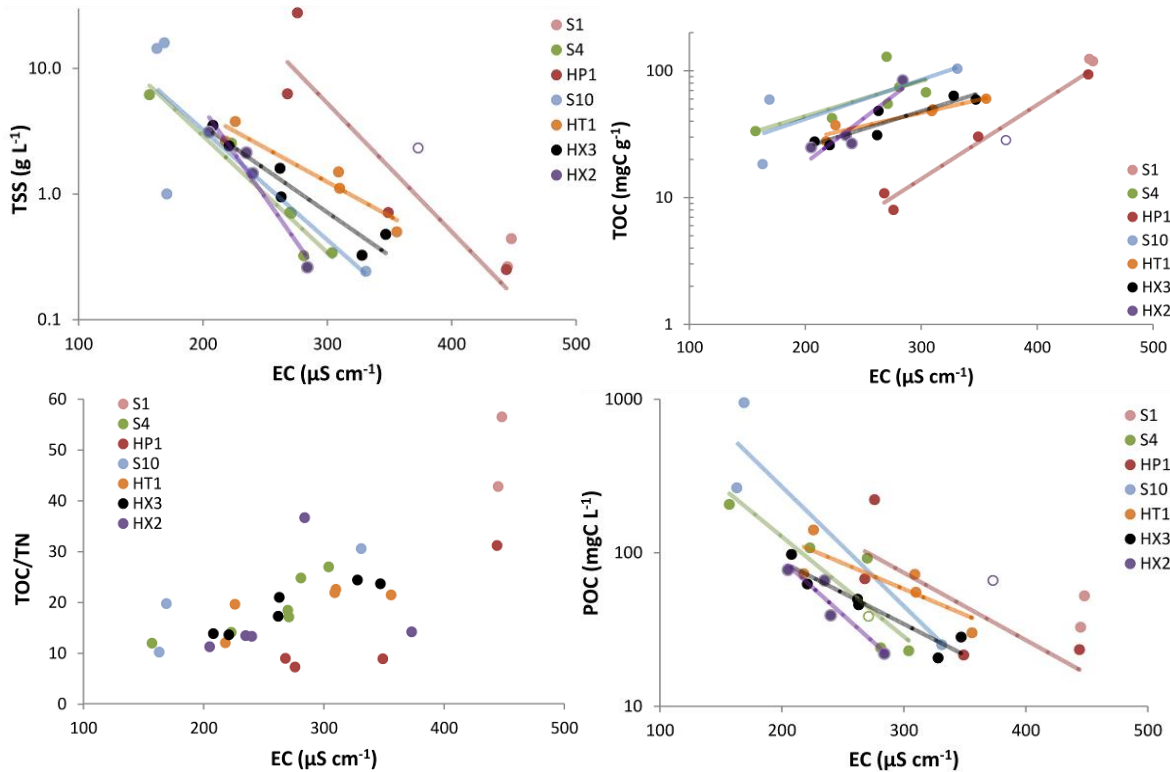 TSS (g L⁻¹)
10.0
1.0
0.1
100
200
300
400
500
EC (µS cm⁻¹)
S1
S4
HP1
S10
HT1
HX3
HX2
TOC (mgC g⁻¹)
100
10
1
100
200
300
400
500
EC (µS cm⁻¹)
S1
S4
HP1
S10
HT1
HX3
HX2
TOC/TN
60
50
40
30
20
10
0
100
200
300
400
500
EC (µS cm⁻¹)
S1
S4
HP1
S10
HT1
HX3
HX2
POC (mgC L⁻¹)
1000
100
10
100
200
300
400
500
EC (µS cm⁻¹)
S1
S4
HP1
S10
HT1
HX3
HX2